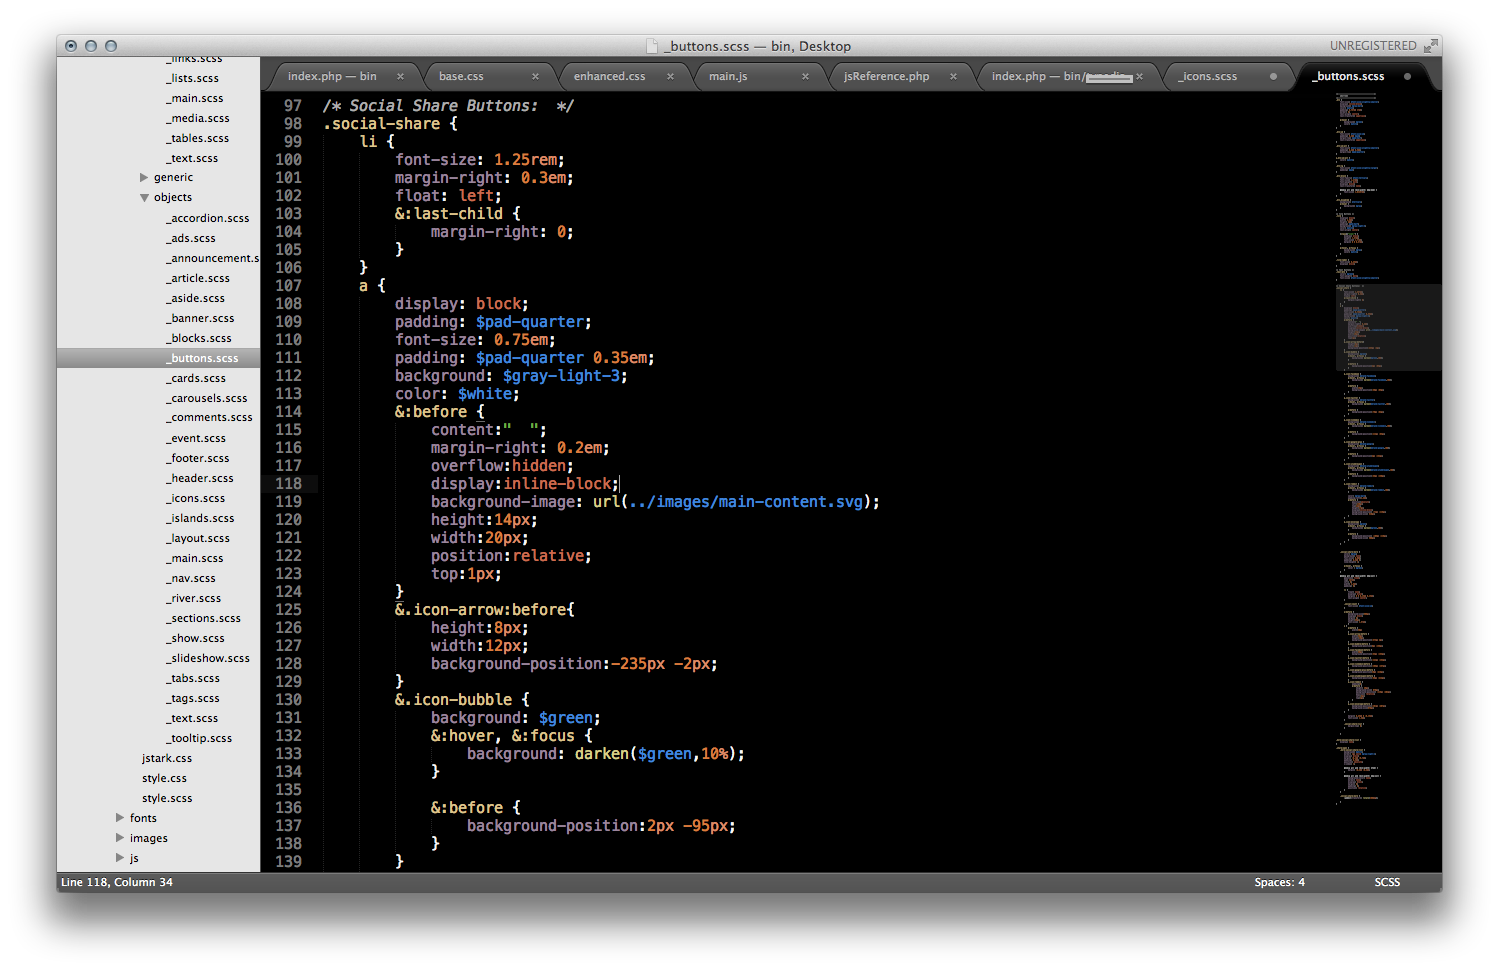 _buttons.scss — bin, Desktop
UNREGISTERED
index.php — bin
base.css
enhanced.css
main.js
jsReference.php
index.php — bin/
_icons.scss
_buttons.scss
_links.scss
_lists.scss
_main.scss
_media.scss
_tables.scss
_text.scss
generic
objects
_accordion.scss
_ads.scss
_announcement.s
_article.scss
_aside.scss
_banner.scss
_blocks.scss
_buttons.scss
_cards.scss
_carousels.scss
_comments.scss
_event.scss
_footer.scss
_header.scss
_icons.scss
_islands.scss
_layout.scss
_main.scss
_nav.scss
_river.scss
_sections.scss
_show.scss
_slideshow.scss
_tabs.scss
_tags.scss
_text.scss
_tooltip.scss
jstark.css
style.css
style.scss
fonts
images
js
97 /* Social Share Buttons:  */
98 .social-share {
99 li {
100 font-size: 1.25rem;
101 margin-right: 0.3em;
102 float: left;
103 &:last-child {
104 margin-right: 0;
105 }
106 }
107 a {
108 display: block;
109 padding: $pad-quarter;
110 font-size: 0.75em;
111 padding: $pad-quarter 0.35em;
112 background: $gray-light-3;
113 color: $white;
114 &:before {
115 content:"  ";
116 margin-right: 0.2em;
117 overflow:hidden;
118 display:inline-block;
119 background-image: url(../images/main-content.svg);
120 height:14px;
121 width:20px;
122 position:relative;
123 top:1px;
124 }
125 &.icon-arrow:before{
126 height:8px;
127 width:12px;
128 background-position:-235px -2px;
129 }
130 &.icon-bubble {
131 background: $green;
132 &:hover, &:focus {
133 background: darken($green,10%);
134 }
135
136 &:before {
137 background-position:2px -95px;
138 }
139 }
Line 118, Column 34
Spaces: 4
SCSS